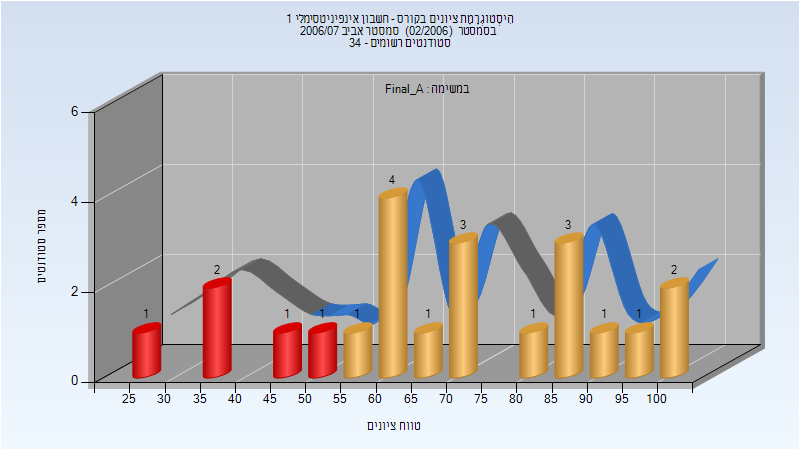 היסטוגרמת ציונים בקורס - חשבון אינפיניטסימלי 1
בסמסטר (02/2006) סמסטר אביב 2006/07
סטודנטים רשומים - 34
במשימה : Final_A
מספר סטודנטים
6
4
2
0
1
2
1
1
1
4
1
3
1
3
1
1
2
25 30 35 40 45 50 55 60 65 70 75 80 85 90 95 100
טווח ציונים